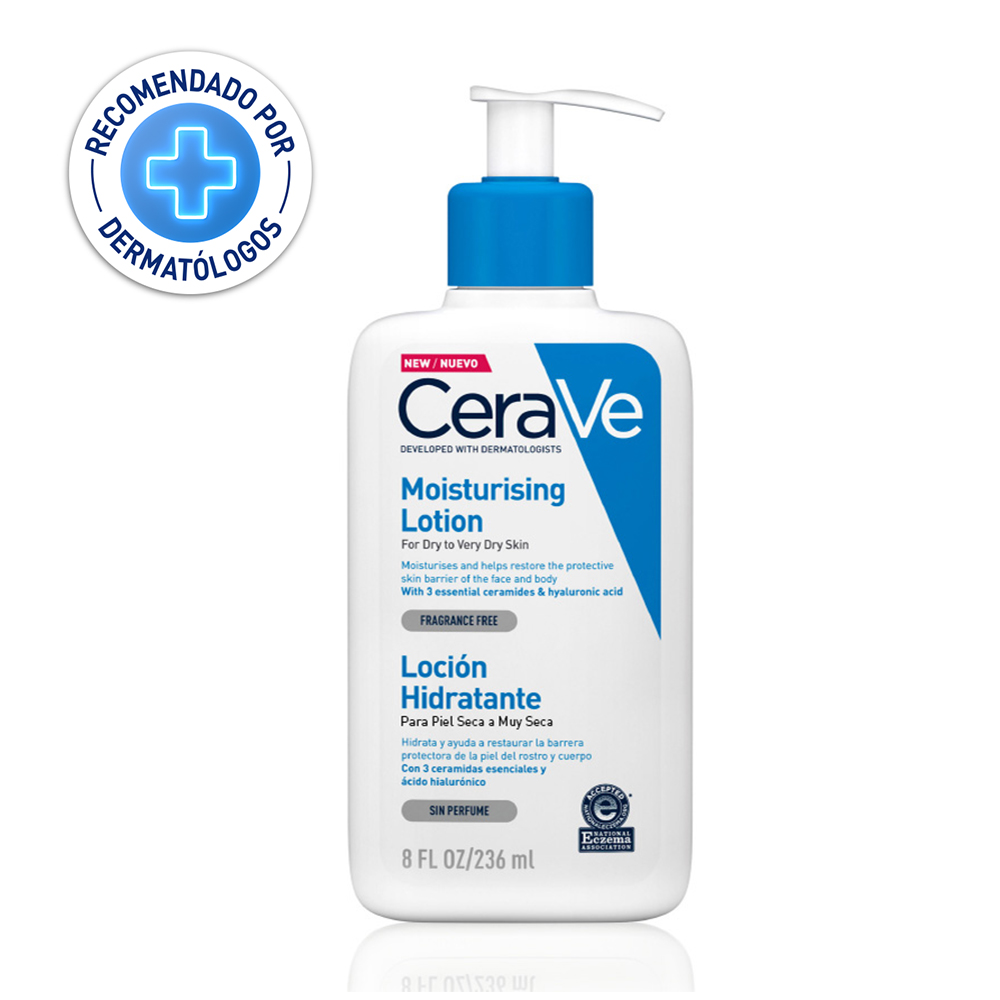 RECOMENDADO POR
DERMATÓLOGOS
NEW / NUEVO
CeraVe
DEVELOPED WITH DERMATOLOGISTS
Moisturising
Lotion
For Dry to Very Dry Skin
Moisturises and helps restore the protective
skin barrier of the face and body
With 3 essential ceramides & hyaluronic acid
FRAGRANCE FREE
Loción
Hidratante
Para Piel Seca a Muy Seca
Hidrata y ayuda a restaurar la barrera
protectora de la piel del rostro y cuerpo
Con 3 ceramidas esenciales y
ácido hialurónico
SIN PERFUME
ACCEPTED
e
NATIONALECZEMA.ORG
NATIONAL
Eczema
ASSOCIATION
8 FL OZ/236 ml